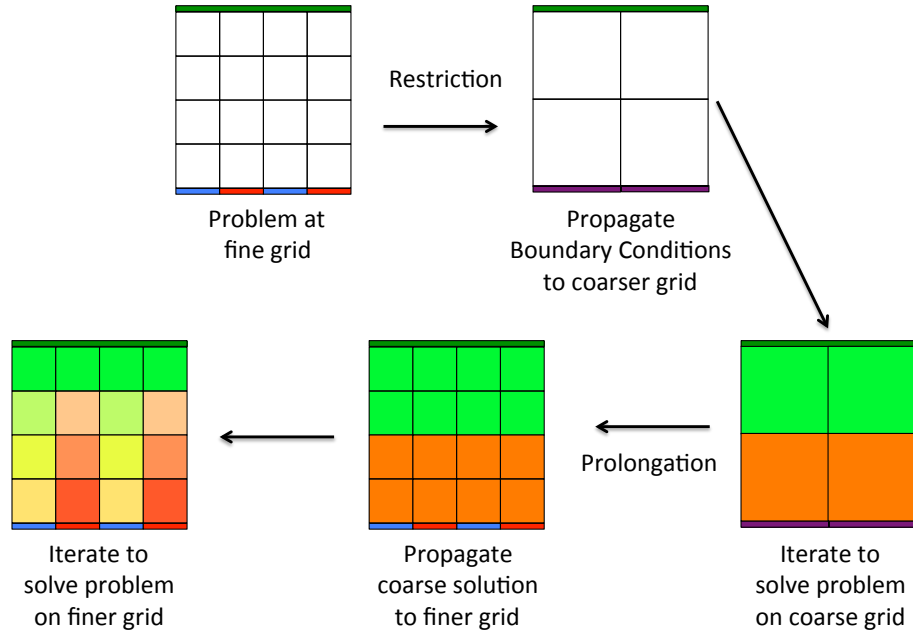 Restriction
Problem at
fine grid
Propagate
Boundary Conditions
to coarser grid
Prolongation
Iterate to
solve problem
on finer grid
Propagate
coarse solution
to finer grid
Iterate to
solve problem
on coarse grid